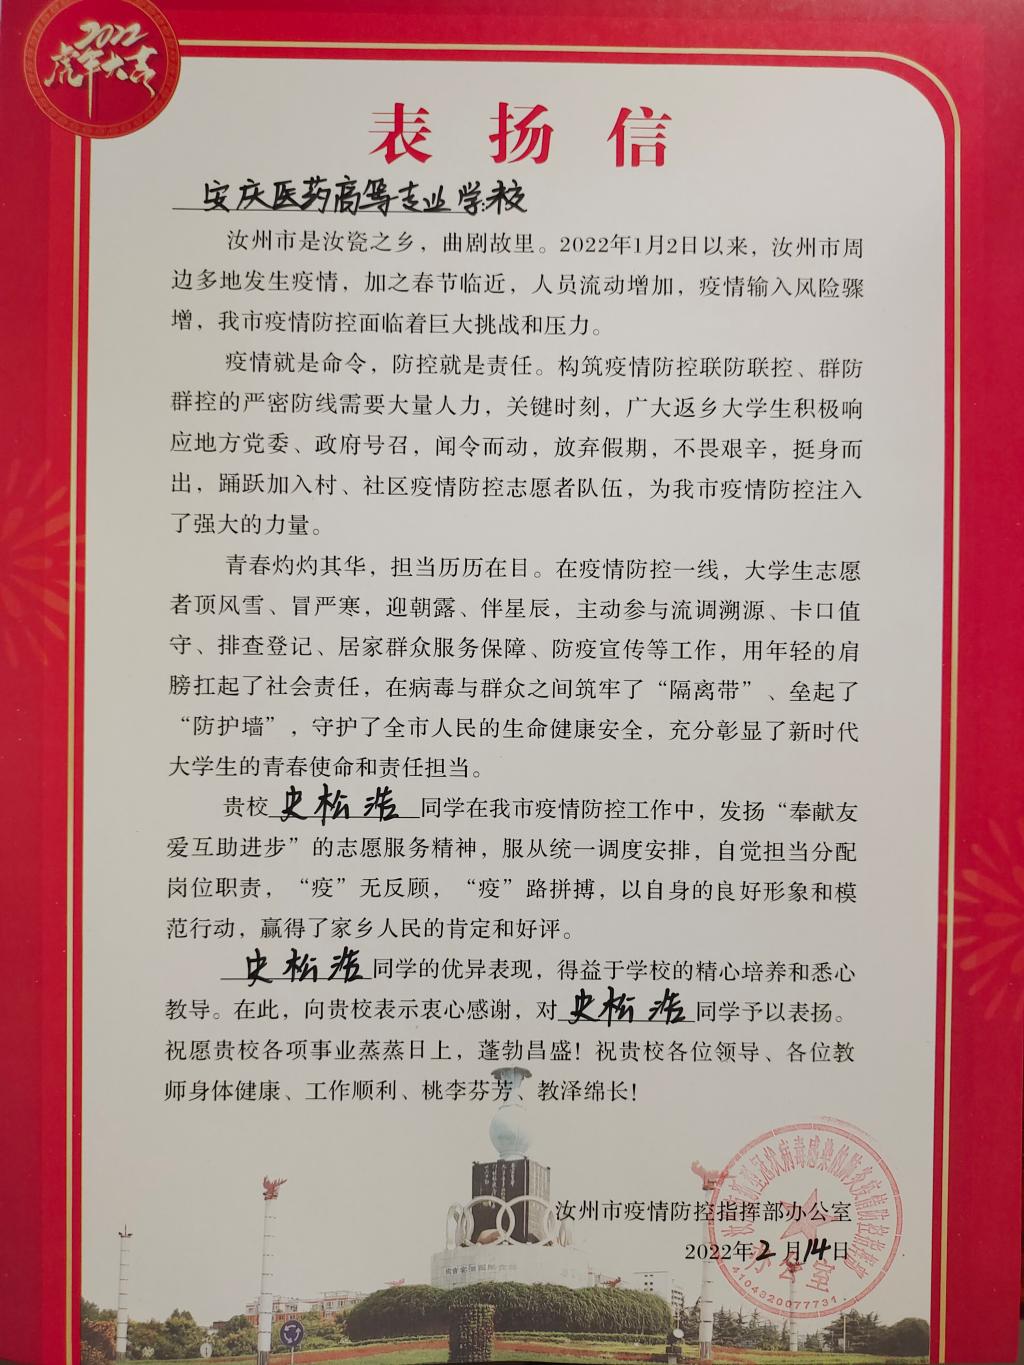 2022
虎年大吉
表扬信
安庆医药高等专业学校
汝州市是汝瓷之乡，曲剧故里。2022年1月2日以来，汝州市周
边多地发生疫情，加之春节临近，人员流动增加，疫情输入风险骤
增，我市疫情防控面临着巨大挑战和压力。
疫情就是命令，防控就是责任。构筑疫情防控联防联控、群防
群控的严密防线需要大量人力，关键时刻，广大返乡大学生积极响
应地方党委、政府号召，闻令而动，放弃假期，不畏艰辛，挺身而
出，踊跃加入村、社区疫情防控志愿者队伍，为我市疫情防控注入
了强大的力量。
青春灼灼其华，担当历历在目。在疫情防控一线，大学生志愿
者顶风雪、冒严寒，迎朝露、伴星辰，主动参与流调溯源、卡口值
守、排查登记、居家群众服务保障、防疫宣传等工作，用年轻的肩
膀扛起了社会责任，在病毒与群众之间筑牢了“隔离带”、垒起了
“防护墙”，守护了全市人民的生命健康安全，充分彰显了新时代
大学生的青春使命和责任担当。
贵校史松浩同学在我市疫情防控工作中，发扬“奉献友
爱互助进步”的志愿服务精神，服从统一调度安排，自觉担当分配
岗位职责，“疫”无反顾，“疫”路拼搏，以自身的良好形象和模
范行动，赢得了家乡人民的肯定和好评。
史松浩同学的优异表现，得益于学校的精心培养和悉心
教导。在此，向贵校表示衷心感谢，对史松浩同学予以表扬。
祝愿贵校各项事业蒸蒸日上，蓬勃昌盛！祝贵校各位领导、各位教
师身体健康、工作顺利、桃李芬芳、教泽绵长！
汝州市疫情防控指挥部办公室
2022年2月14日
办公室
4104820077731